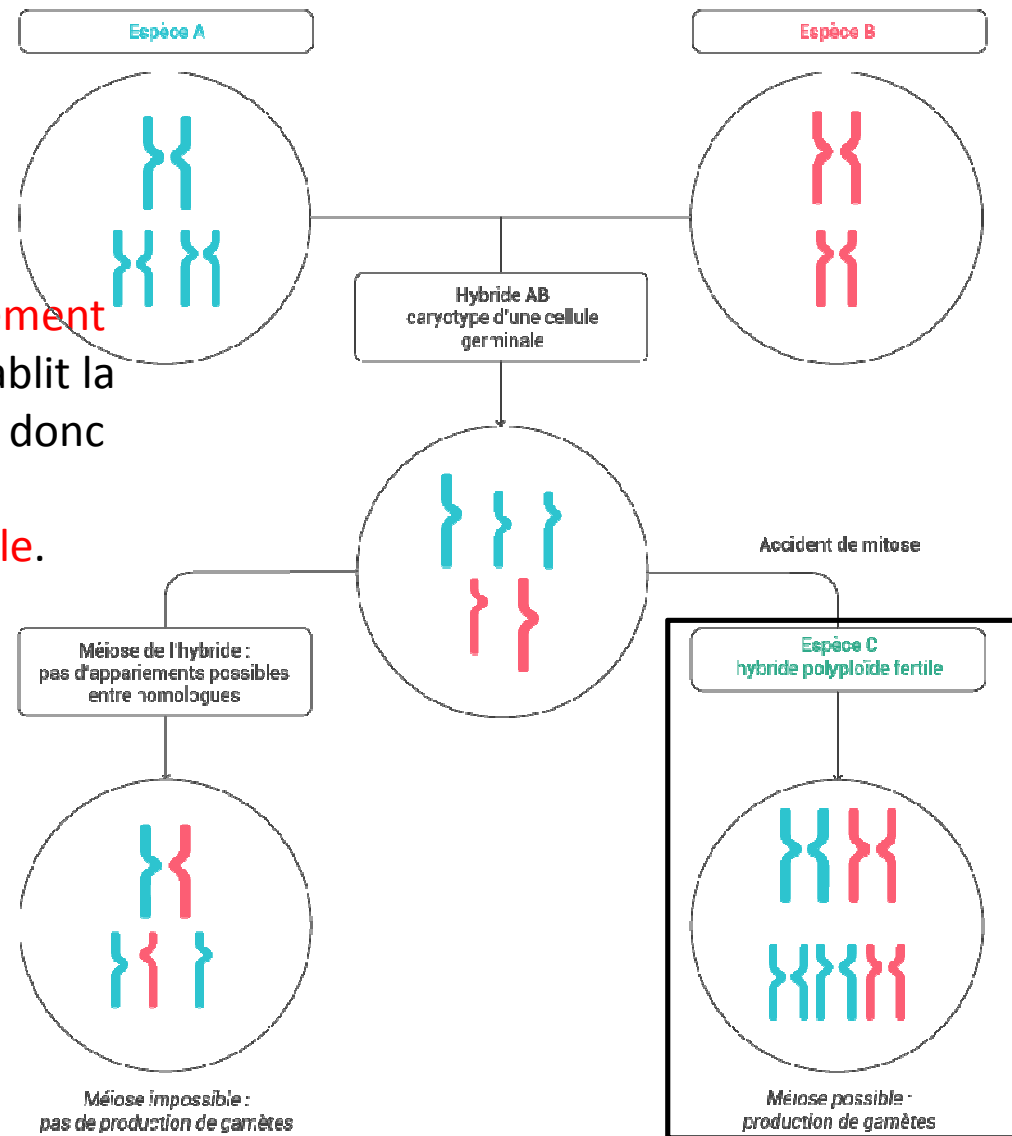 Espèce A
Espèce B
Hybride AB
caryotype d'une cellule
germinale
ement
ablit la
donc
le.
Accident de mitose
Méiose de l'hybride :
pas d'appariements possibles
entre homologues
Espèce C
hybride polyploïde fertile
Méiose impossible :
pas de production de gamètes
Méiose possible :
production de gamètes